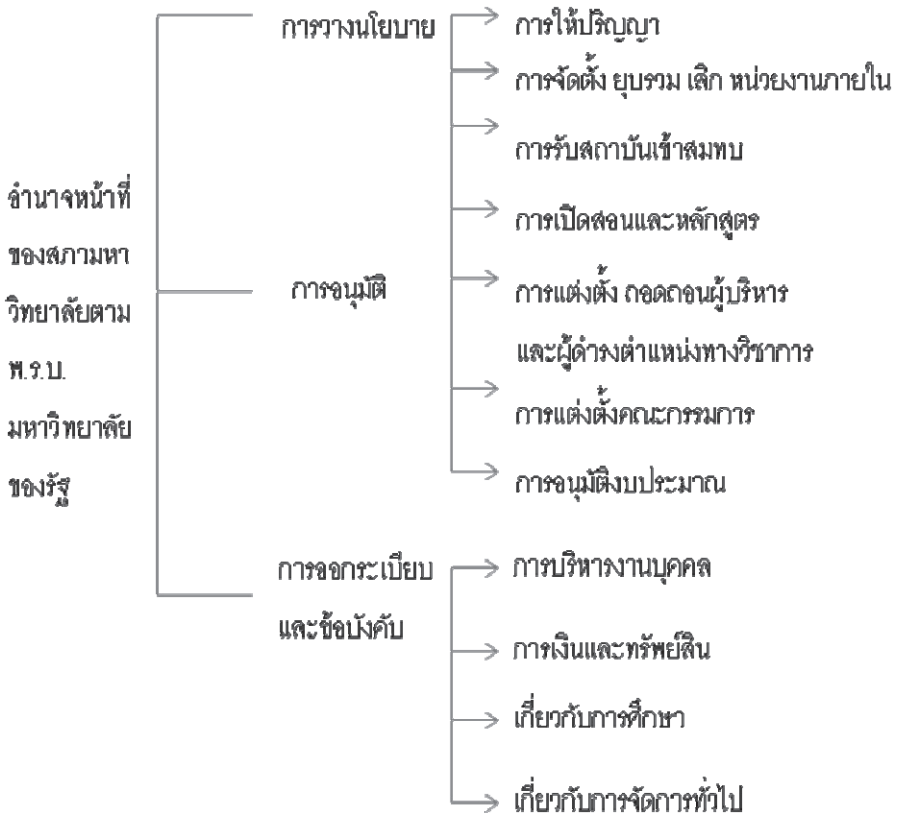 อำนาจหน้าที่
ของสภามหา
วิทยาลัยตาม
พ.ร.บ.
มหาวิทยาลัย
ของรัฐ
การวางนโยบาย
การอนุมัติ
การให้ปริญญา
การจัดตั้ง ยุบรวม เลิก หน่วยงานภายใน
การรับสถาบันเข้าสมทบ
การเปิดสอนและหลักสูตร
การแต่งตั้ง ถอดถอนผู้บริหาร
และผู้ดำรงตำแหน่งทางวิชาการ
การแต่งตั้งคณะกรรมการ
การอนุมัติงบประมาณ
การออกระเบียบ
และข้อบังคับ
การบริหารงานบุคคล
การเงินและทรัพย์สิน
เกี่ยวกับการศึกษา
เกี่ยวกับการจัดการทั่วไป